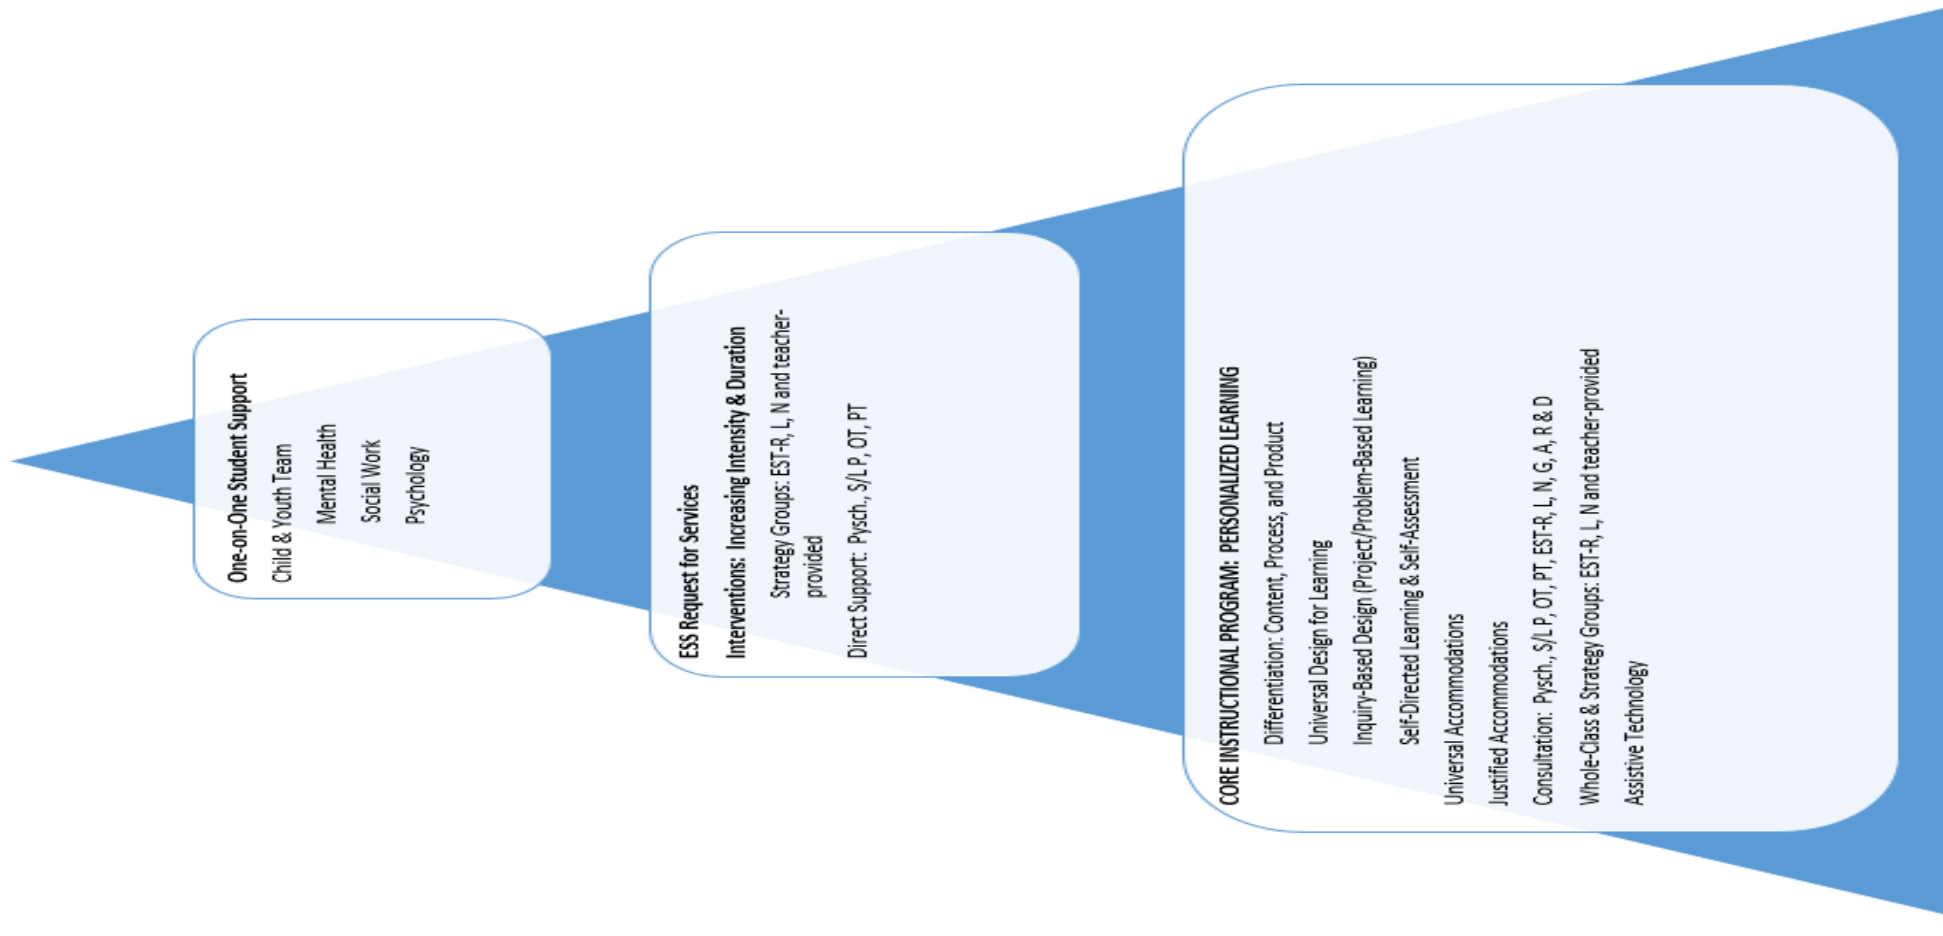 One-on-One Student Support
Child & Youth Team
Mental Health
Social Work
Psychology
ESS Request for Services
Interventions: Increasing Intensity & Duration
Strategy Groups: EST-R, L, N and teacher-
provided
Direct Support: Pysch., S/L P, OT, PT
CORE INSTRUCTIONAL PROGRAM: PERSONALIZED LEARNING
Differentiation: Content, Process, and Product
Universal Design for Learning
Inquiry-Based Design (Project/Problem-Based Learning)
Self-Directed Learning & Self-Assessment
Universal Accommodations
Justified Accommodations
Consultation: Pysch., S/L P, OT, PT, EST-R, L, N, G, A, R & D
Whole-Class & Strategy Groups: EST-R, L, N and teacher-provided
Assistive Technology